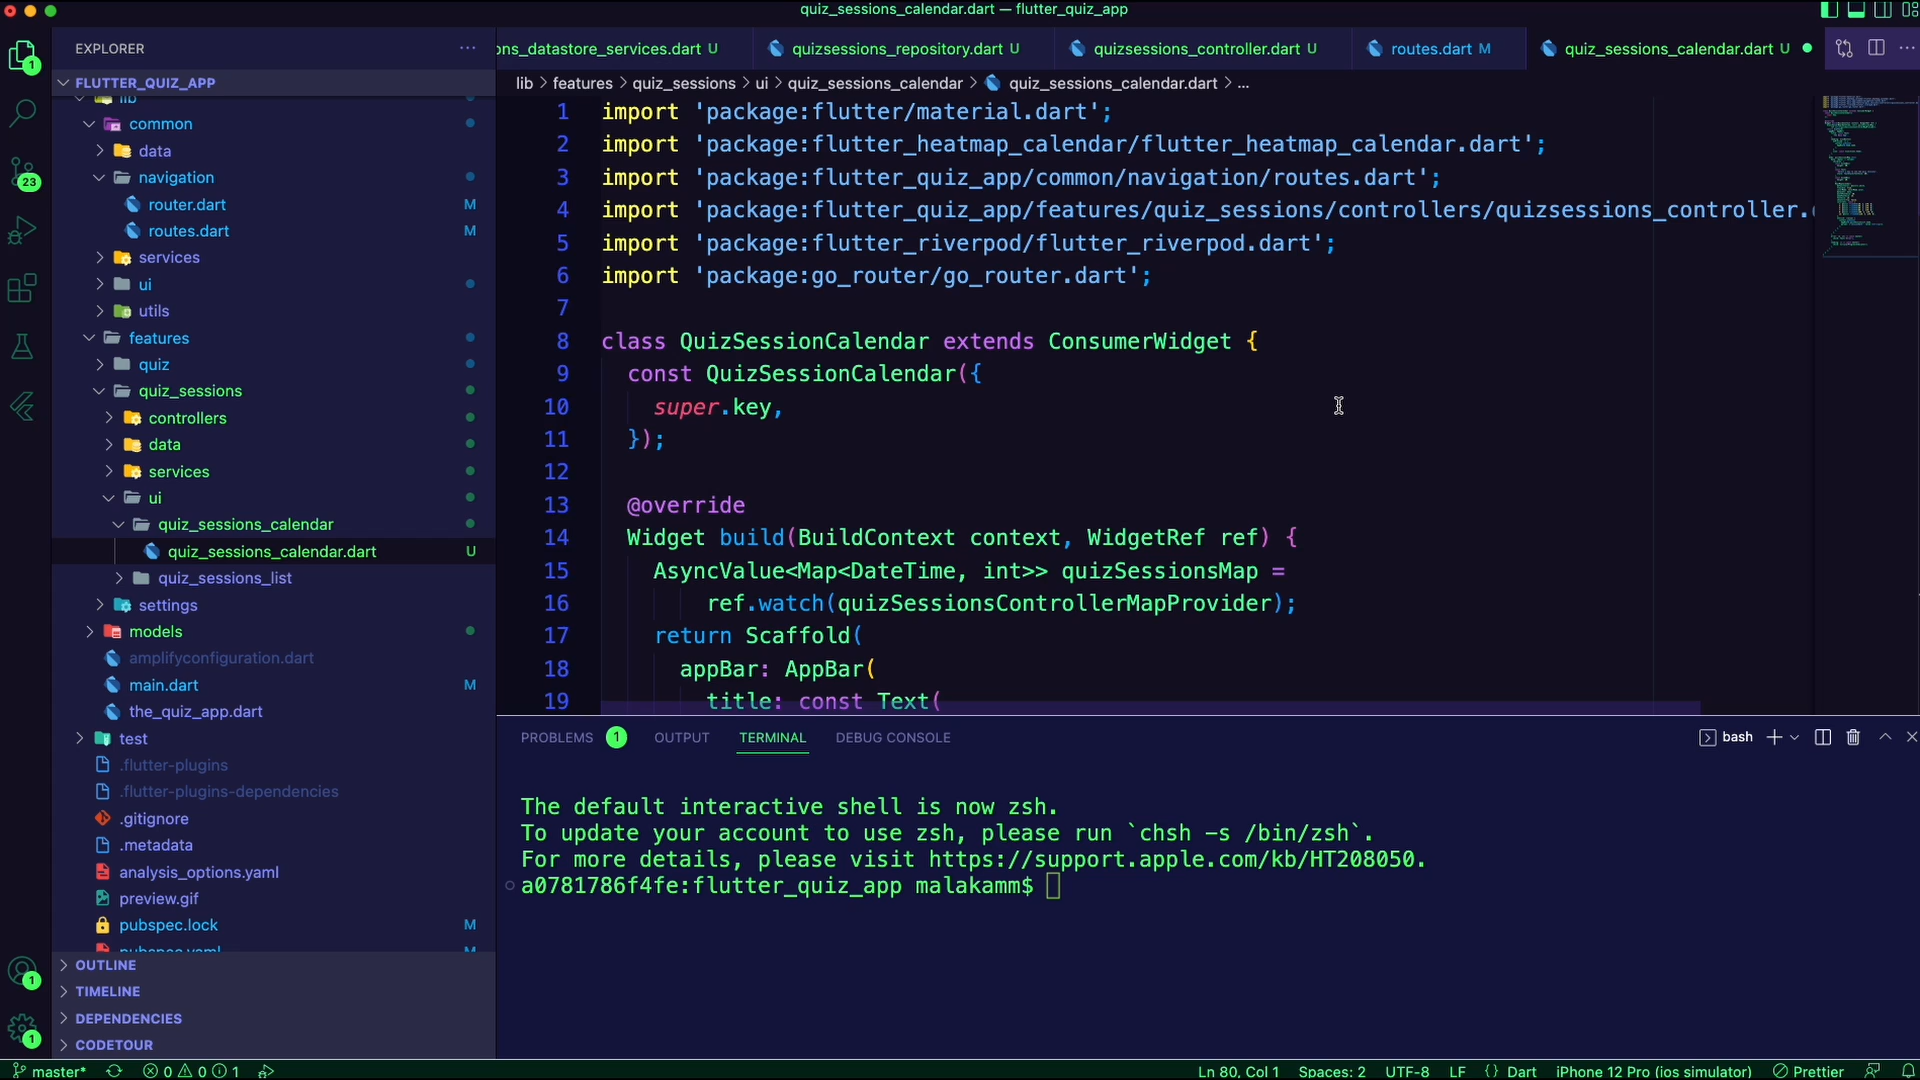 quiz_sessions_calendar.dart — flutter_quiz_app
EXPLORER
FLUTTER_QUIZ_APP
lib
common
data
navigation
router.dart M
routes.dart M
services
ui
utils
features
quiz
quiz_sessions
controllers
data
services
ui
quiz_sessions_calendar
quiz_sessions_calendar.dart U
quiz_sessions_list
settings
models
amplifyconfiguration.dart
main.dart M
the_quiz_app.dart
test
.flutter-plugins
.flutter-plugins-dependencies
.gitignore
.metadata
analysis_options.yaml
preview.gif
pubspec.lock M
pubspec.yaml M
OUTLINE
TIMELINE
DEPENDENCIES
CODETOUR
1
23
1
1
ns_datastore_services.dart U quizsessions_repository.dart U quizsessions_controller.dart U routes.dart M quiz_sessions_calendar.dart U
lib > features > quiz_sessions > ui > quiz_sessions_calendar > quiz_sessions_calendar.dart > ...
1 import 'package:flutter/material.dart';
2 import 'package:flutter_heatmap_calendar/flutter_heatmap_calendar.dart';
3 import 'package:flutter_quiz_app/common/navigation/routes.dart';
4 import 'package:flutter_quiz_app/features/quiz_sessions/controllers/quizsessions_controller.
5 import 'package:flutter_riverpod/flutter_riverpod.dart';
6 import 'package:go_router/go_router.dart';
7
8 class QuizSessionCalendar extends ConsumerWidget {
9 const QuizSessionCalendar({
10 super.key,
11 });
12
13 @override
14 Widget build(BuildContext context, WidgetRef ref) {
15 AsyncValue<Map<DateTime, int>> quizSessionsMap =
16 ref.watch(quizSessionsControllerMapProvider);
17 return Scaffold(
18 appBar: AppBar(
19 title: const Text(
PROBLEMS 1 OUTPUT TERMINAL DEBUG CONSOLE bash
The default interactive shell is now zsh.
To update your account to use zsh, please run `chsh -s /bin/zsh`.
For more details, please visit https://support.apple.com/kb/HT208050.
a0781786f4fe:flutter_quiz_app malakamm$
master* 0 0 1 Ln 80, Col 1 Spaces: 2 UTF-8 LF {} Dart iPhone 12 Pro (ios simulator) Prettier